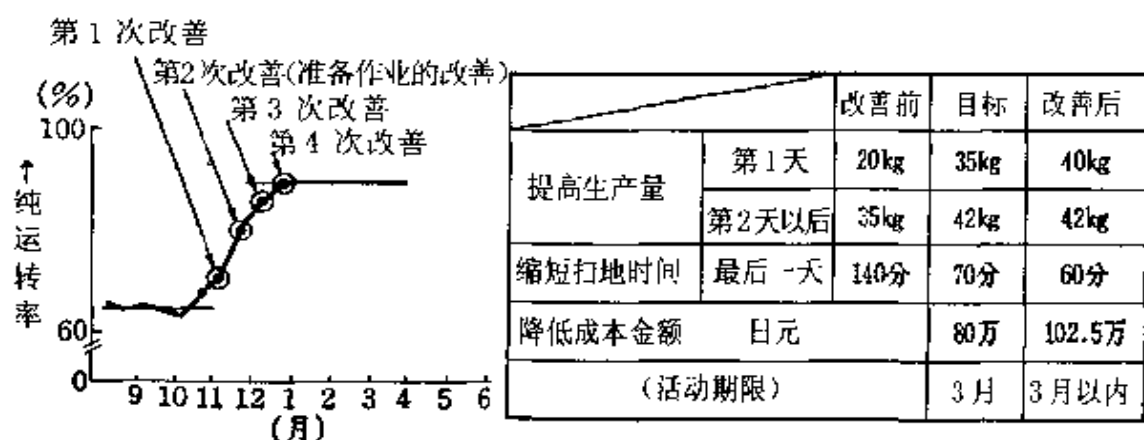 第1次改善
第2次改善(准备作业的改善)
第3次改善
第4次改善
(%)
100
↑纯运转率
60
0
9 10 11 12 1 2 3 4 5 6
(月)
改善前 目标 改善后
提高生产量 第1天 20kg 35kg 40kg
第2天以后 35kg 42kg 42kg
缩短扫地时间 最后一天 140分 70分 60分
降低成本金额 日元 80万 102.5万
(活动期限) 3月 3月以内